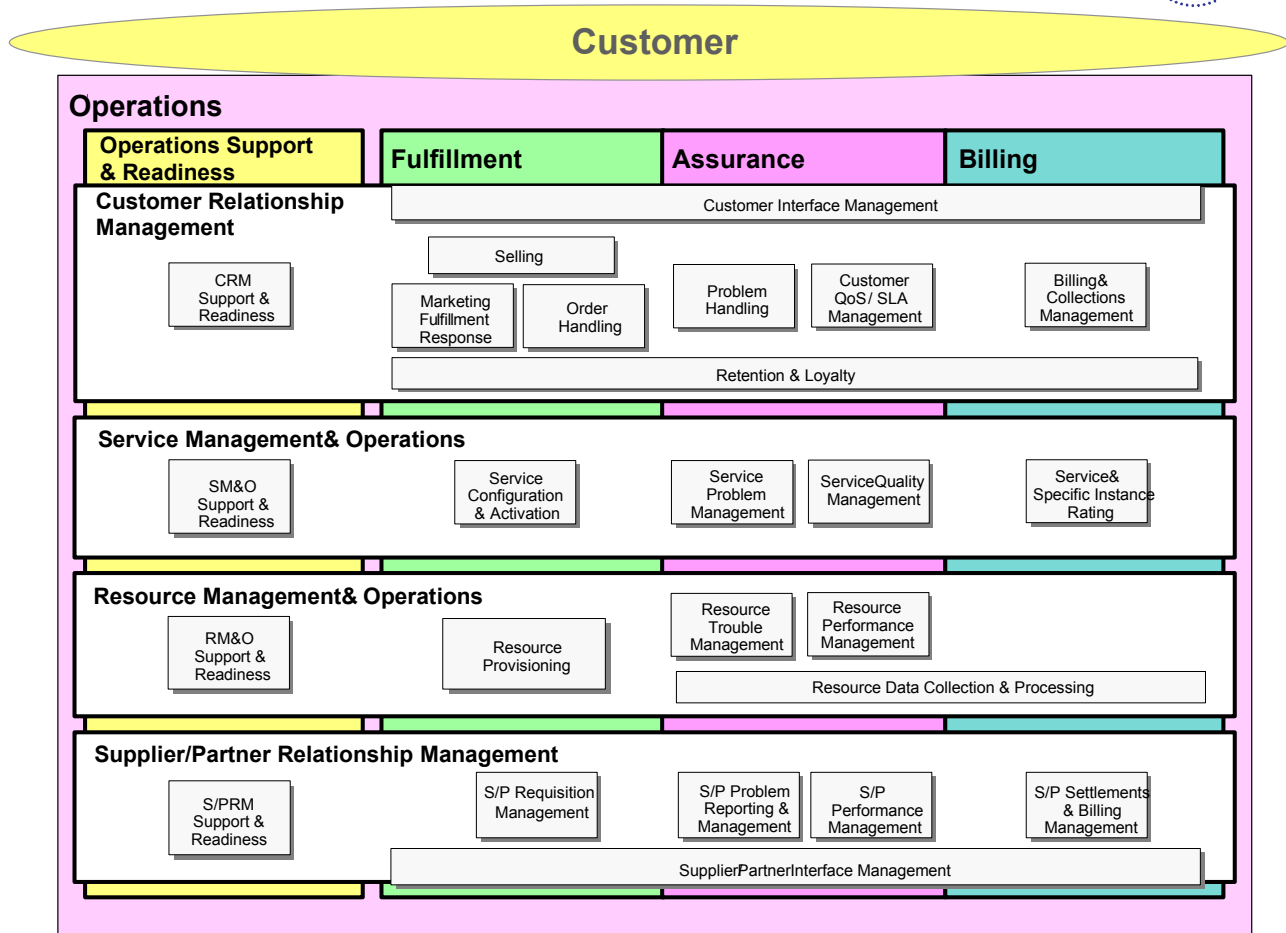 Customer
Operations
Operations Support
& Readiness
Fulfillment
Assurance
Billing
Customer Relationship
Management
Customer Interface Management
Selling
CRM
Support &
Readiness
Marketing
Fulfillment
Response
Order
Handling
Problem
Handling
Customer
QoS/ SLA
Management
Billing&
Collections
Management
Retention & Loyalty
Service Management& Operations
SM&O
Support &
Readiness
Service
Configuration
& Activation
Service
Problem
Management
ServiceQuality
Management
Service&
Specific Instance
Rating
Resource Management& Operations
RM&O
Support &
Readiness
Resource
Provisioning
Resource
Trouble
Management
Resource
Performance
Management
Resource Data Collection & Processing
Supplier/Partner Relationship Management
S/PRM
Support &
Readiness
S/P Requisition
Management
S/P Problem
Reporting &
Management
S/P
Performance
Management
S/P Settlements
& Billing
Management
Supplier/PartnerInterface Management